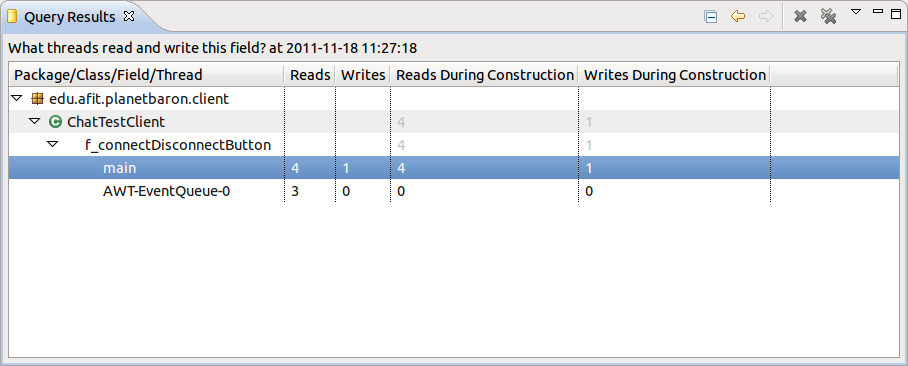 Query Results
What threads read and write this field? at 2011-11-18 11:27:18
Package/Class/Field/Thread Reads Writes Reads During Construction Writes During Construction
edu.afit.planetbaron.client
C ChatTestClient 4 1
f_connectDisconnectButton 4 1
main 4 1 4 1
AWT-EventQueue-0 3 0 0 0